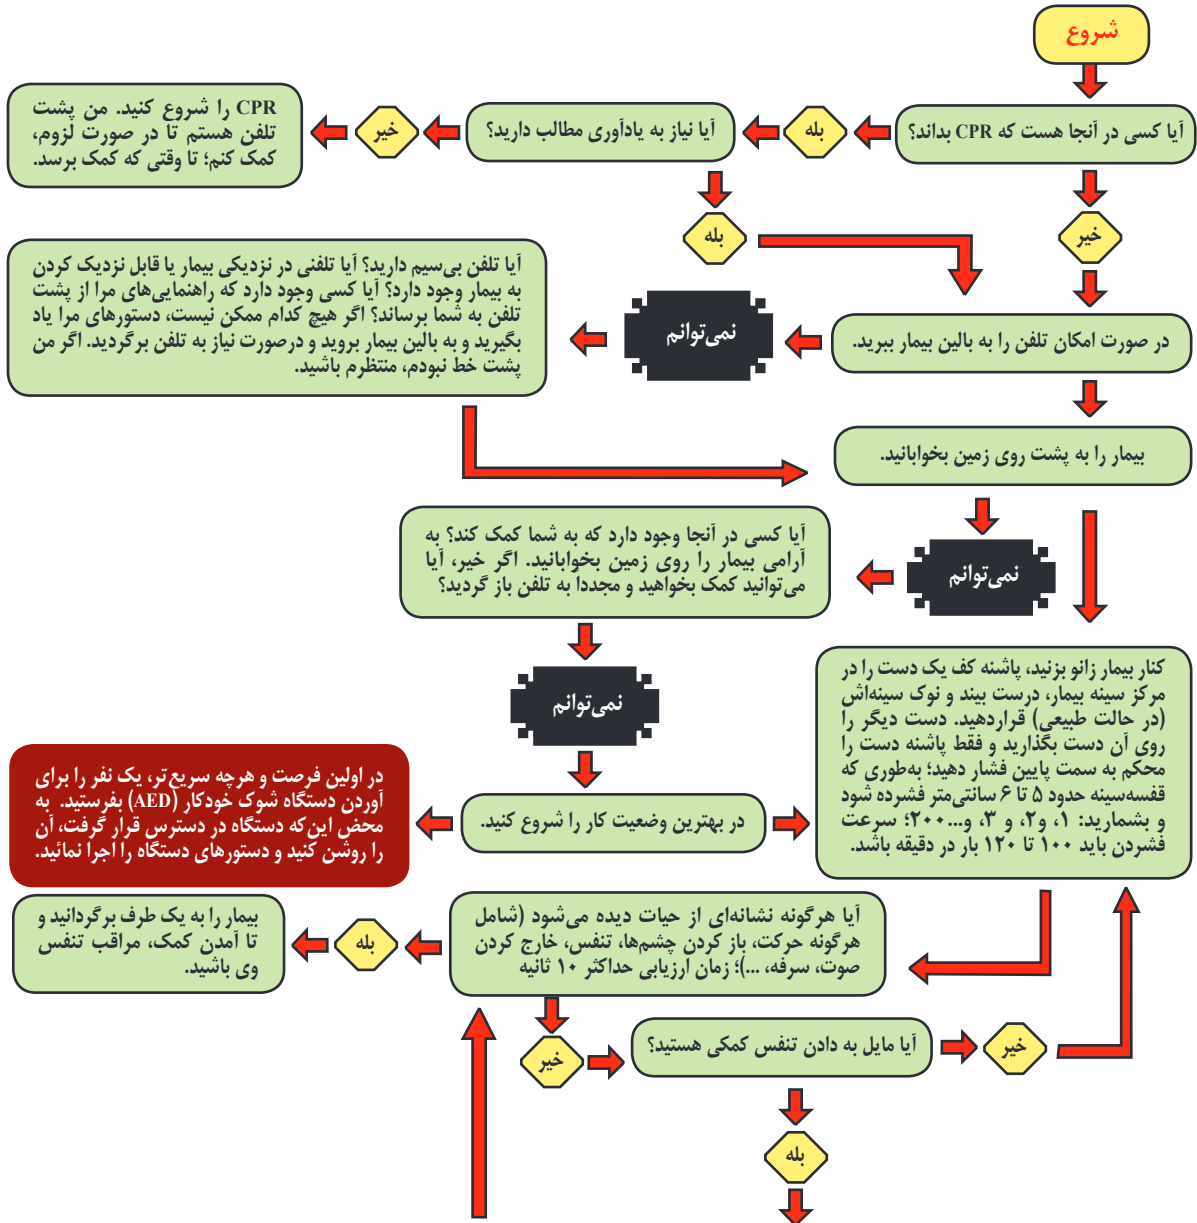 شروع
آیا کسی در آنجا هست که CPR بداند؟
بله
آیا نیاز به یادآوری مطالب دارید؟
خیر
CPR را شروع کنید. من پشت
تلفن هستم تا در صورت لزوم،
کمک کنم؛ تا وقتی که کمک برسد.
خیر
بله
در صورت امکان تلفن را به بالین بیمار ببرید.
نمی‌توانم
آیا تلفن بی‌سیم دارید؟ آیا تلفنی در نزدیکی بیمار یا قابل نزدیک کردن
به بیمار وجود دارد؟ آیا کسی وجود دارد که راهنمایی‌های مرا از پشت
تلفن به شما برساند؟ اگر هیچ کدام ممکن نیست، دستورهای مرا یاد
بگیرید و به بالین بیمار بروید و درصورت نیاز به تلفن برگردید. اگر من
پشت خط نبودم، منتظرم باشید.
بیمار را به پشت روی زمین بخوابانید.
نمی‌توانم
آیا کسی در آنجا وجود دارد که به شما کمک کند؟ به
آرامی بیمار را روی زمین بخوابانید. اگر خیر، آیا
می‌توانید کمک بخواهید و مجدداً به تلفن باز گردید؟
نمی‌توانم
کنار بیمار زانو بزنید، پاشنه کف یک دست را در
مرکز سینه بیمار، درست بیند و نوک سینه‌اش
(در حالت طبیعی) قراردهید. دست دیگر را
روی آن دست بگذارید و فقط پاشنه دست را
محکم به سمت پایین فشار دهید؛ به‌طوری که
قفسه‌سینه حدود ۵ تا ۶ سانتی‌متر فشرده شود
و بشمارید: ۱، و۲، و ۳، و...۲۰۰؛ سرعت
فشردن باید ۱۰۰ تا ۱۲۰ بار در دقیقه باشد.
در بهترین وضعیت کار را شروع کنید.
در اولین فرصت و هرچه سریع‌تر، یک نفر را برای
آوردن دستگاه شوک خودکار (AED) بفرستید. به
محض این‌که دستگاه در دسترس قرار گرفت، آن
را روشن کنید و دستورهای دستگاه را اجرا نمائید.
آیا هرگونه نشانه‌ای از حیات دیده می‌شود (شامل
هرگونه حرکت، باز کردن چشم‌ها، تنفس، خارج کردن
صوت، سرفه، ...)؛ زمان ارزیابی حداکثر ۱۰ ثانیه
بله
بیمار را به یک طرف برگردانید و
تا آمدن کمک، مراقب تنفس
وی باشید.
خیر
آیا مایل به دادن تنفس کمکی هستید؟
خیر
بله